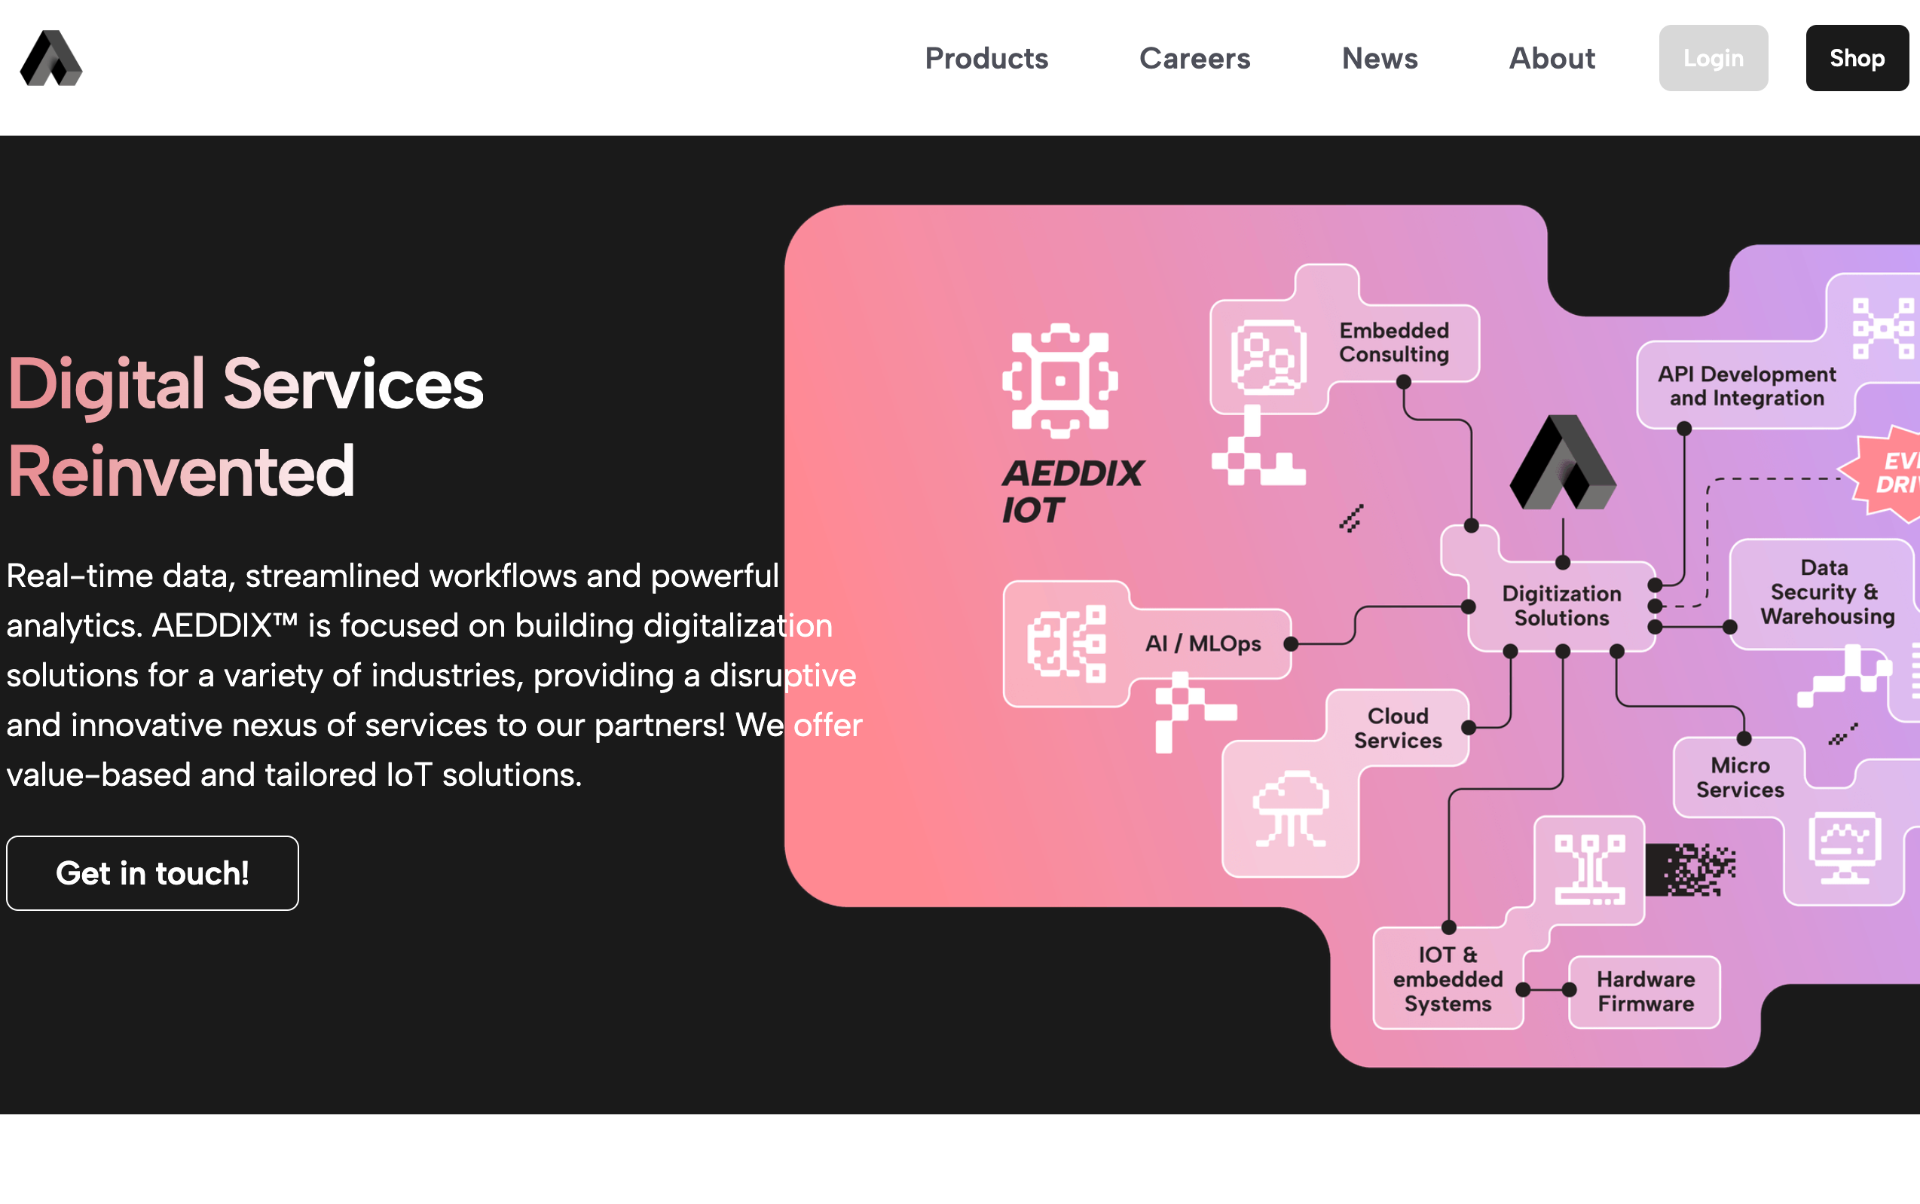 Products
Careers
News
About
Login
Shop
Digital Services
Reinvented
Real-time data, streamlined workflows and powerful
analytics. AEDDIX™ is focused on building digitalization
solutions for a variety of industries, providing a disruptive
and innovative nexus of services to our partners! We offer
value-based and tailored IoT solutions.
Get in touch!
AEDDIX
IOT
Embedded
Consulting
API Development
and Integration
Digitization
Solutions
Data
Security &
Warehousing
AI / MLOps
Cloud
Services
Micro
Services
IOT &
embedded
Systems
Hardware
Firmware